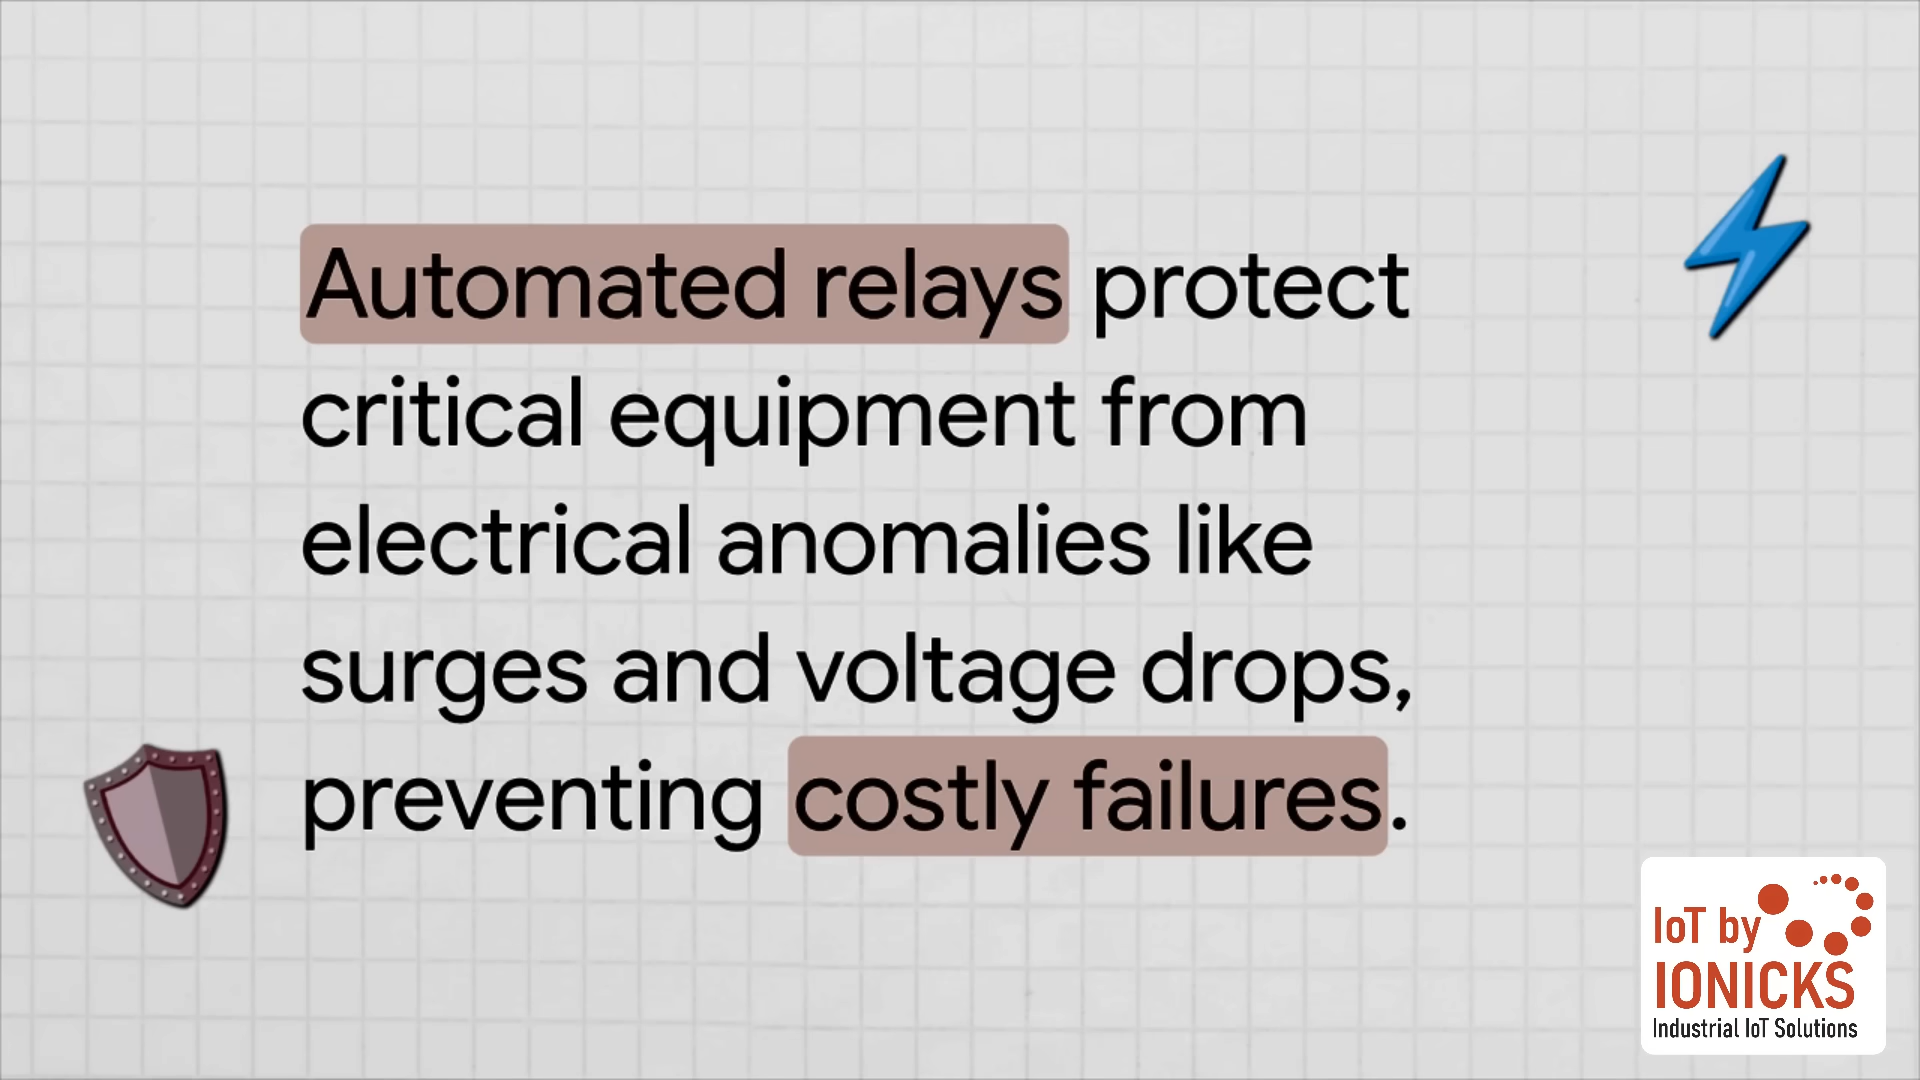 Automated relays protect
critical equipment from
electrical anomalies like
surges and voltage drops,
preventing costly failures.
IoT by
IONICKS
Industrial IoT Solutions